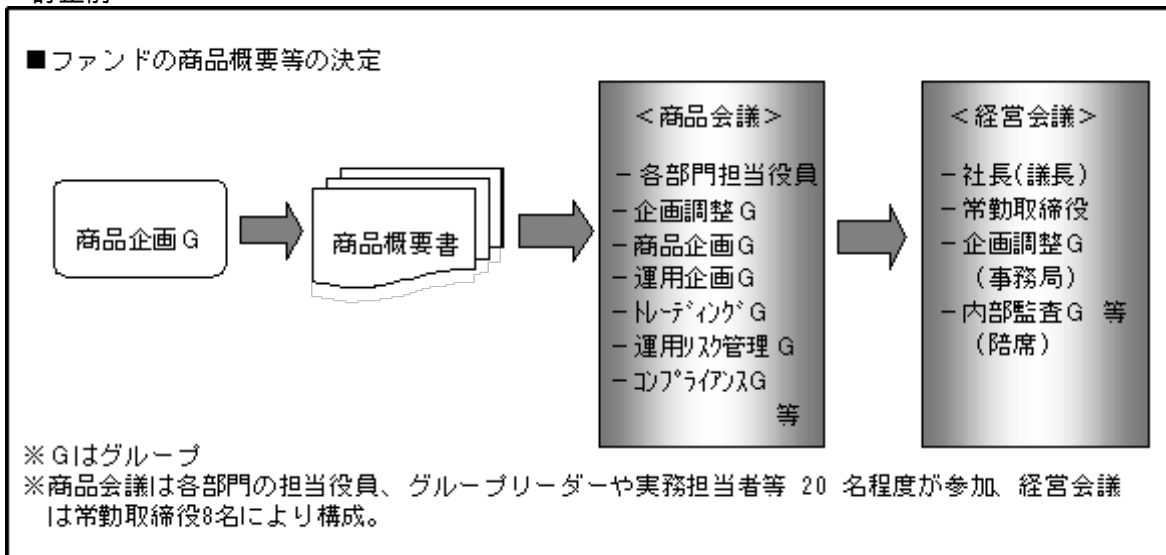 ■ファンドの商品概要等の決定
商品企画G
商品概要書
＜商品会議＞
－各部門担当役員
－企画調整G
－商品企画G
－運用企画G
－ﾄﾚｰﾃﾞｨﾝｸﾞG
－運用ﾘｽｸ管理G
－ｺﾝﾌﾟﾗｲｱﾝｽG
等
＜経営会議＞
－社長(議長)
－常勤取締役
－企画調整G
（事務局）
－内部監査G 等
（陪席）
※Gはグループ
※商品会議は各部門の担当役員、グループリーダーや実務担当者等 20 名程度が参加、経営会議
は常勤取締役8名により構成。